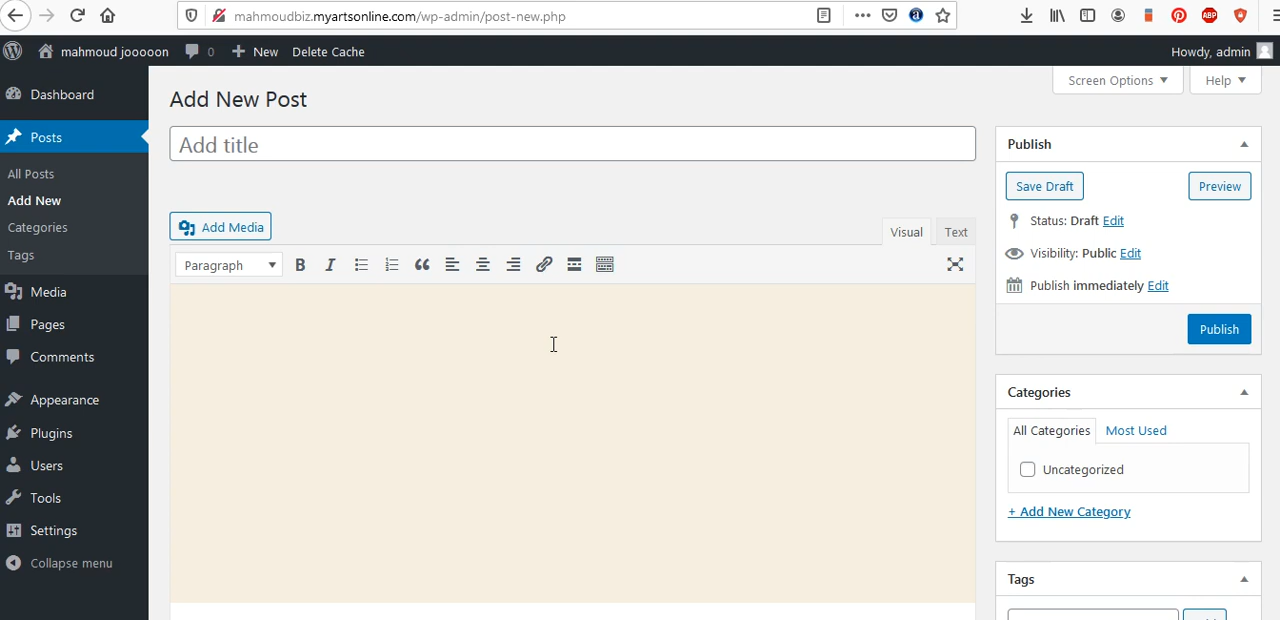 mahmoudbiz.myartsonline.com/wp-admin/post-new.php
ABP
mahmoud jooooon 0 New Delete Cache Howdy, admin
Screen Options Help
Dashboard
Posts
All Posts
Add New
Categories
Tags
Media
Pages
Comments
Appearance
Plugins
Users
Tools
Settings
Collapse menu
Add New Post
Add title
Add Media
Visual Text
Paragraph B I
Publish
Save Draft Preview
Status: Draft Edit
Visibility: Public Edit
Publish immediately Edit
Publish
Categories
All Categories Most Used
Uncategorized
+ Add New Category
Tags